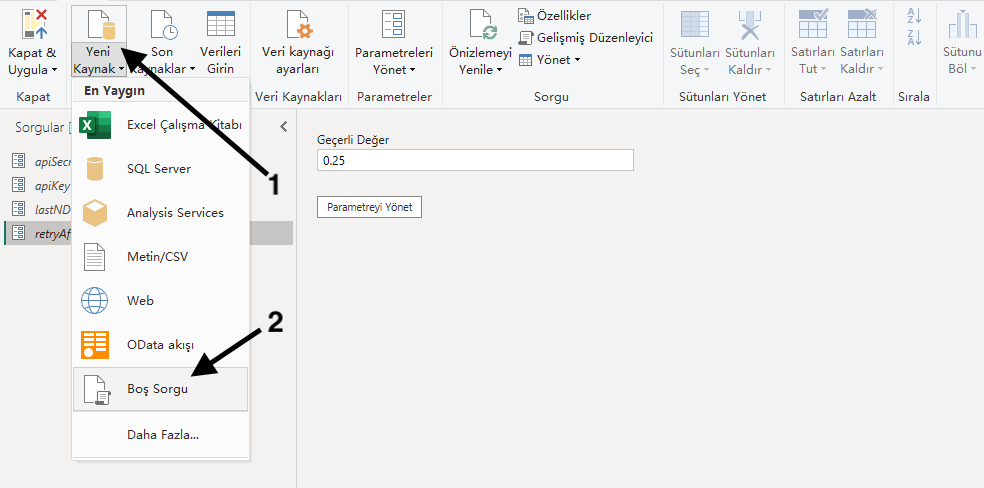 Kapat &
Uygula
Kapat
Yeni
Kaynak
Son
Kaynaklar
Verileri
Girin
Veri kaynağı
ayarları
Veri Kaynakları
Parametreleri
Yönet
Parametreler
Önizlemeyi
Yenile
Özellikler
Gelişmiş Düzenleyici
Yönet
Sorgu
Sütunları
Seç
Sütunları
Kaldır
Sütunları Yönet
Satırları
Tut
Satırları
Kaldır
Satırları Azalt
A
Z
Z
A
Sırala
Sütunu
Böl
En Yaygın
Excel Çalışma Kitabı
SQL Server
Analysis Services
Metin/CSV
Web
OData akışı
Boş Sorgu
Daha Fazla...
Sorgular [
apiSecr
apiKey
lastND
retryAf
1
2
Geçerli Değer
0.25
Parametreyi Yönet